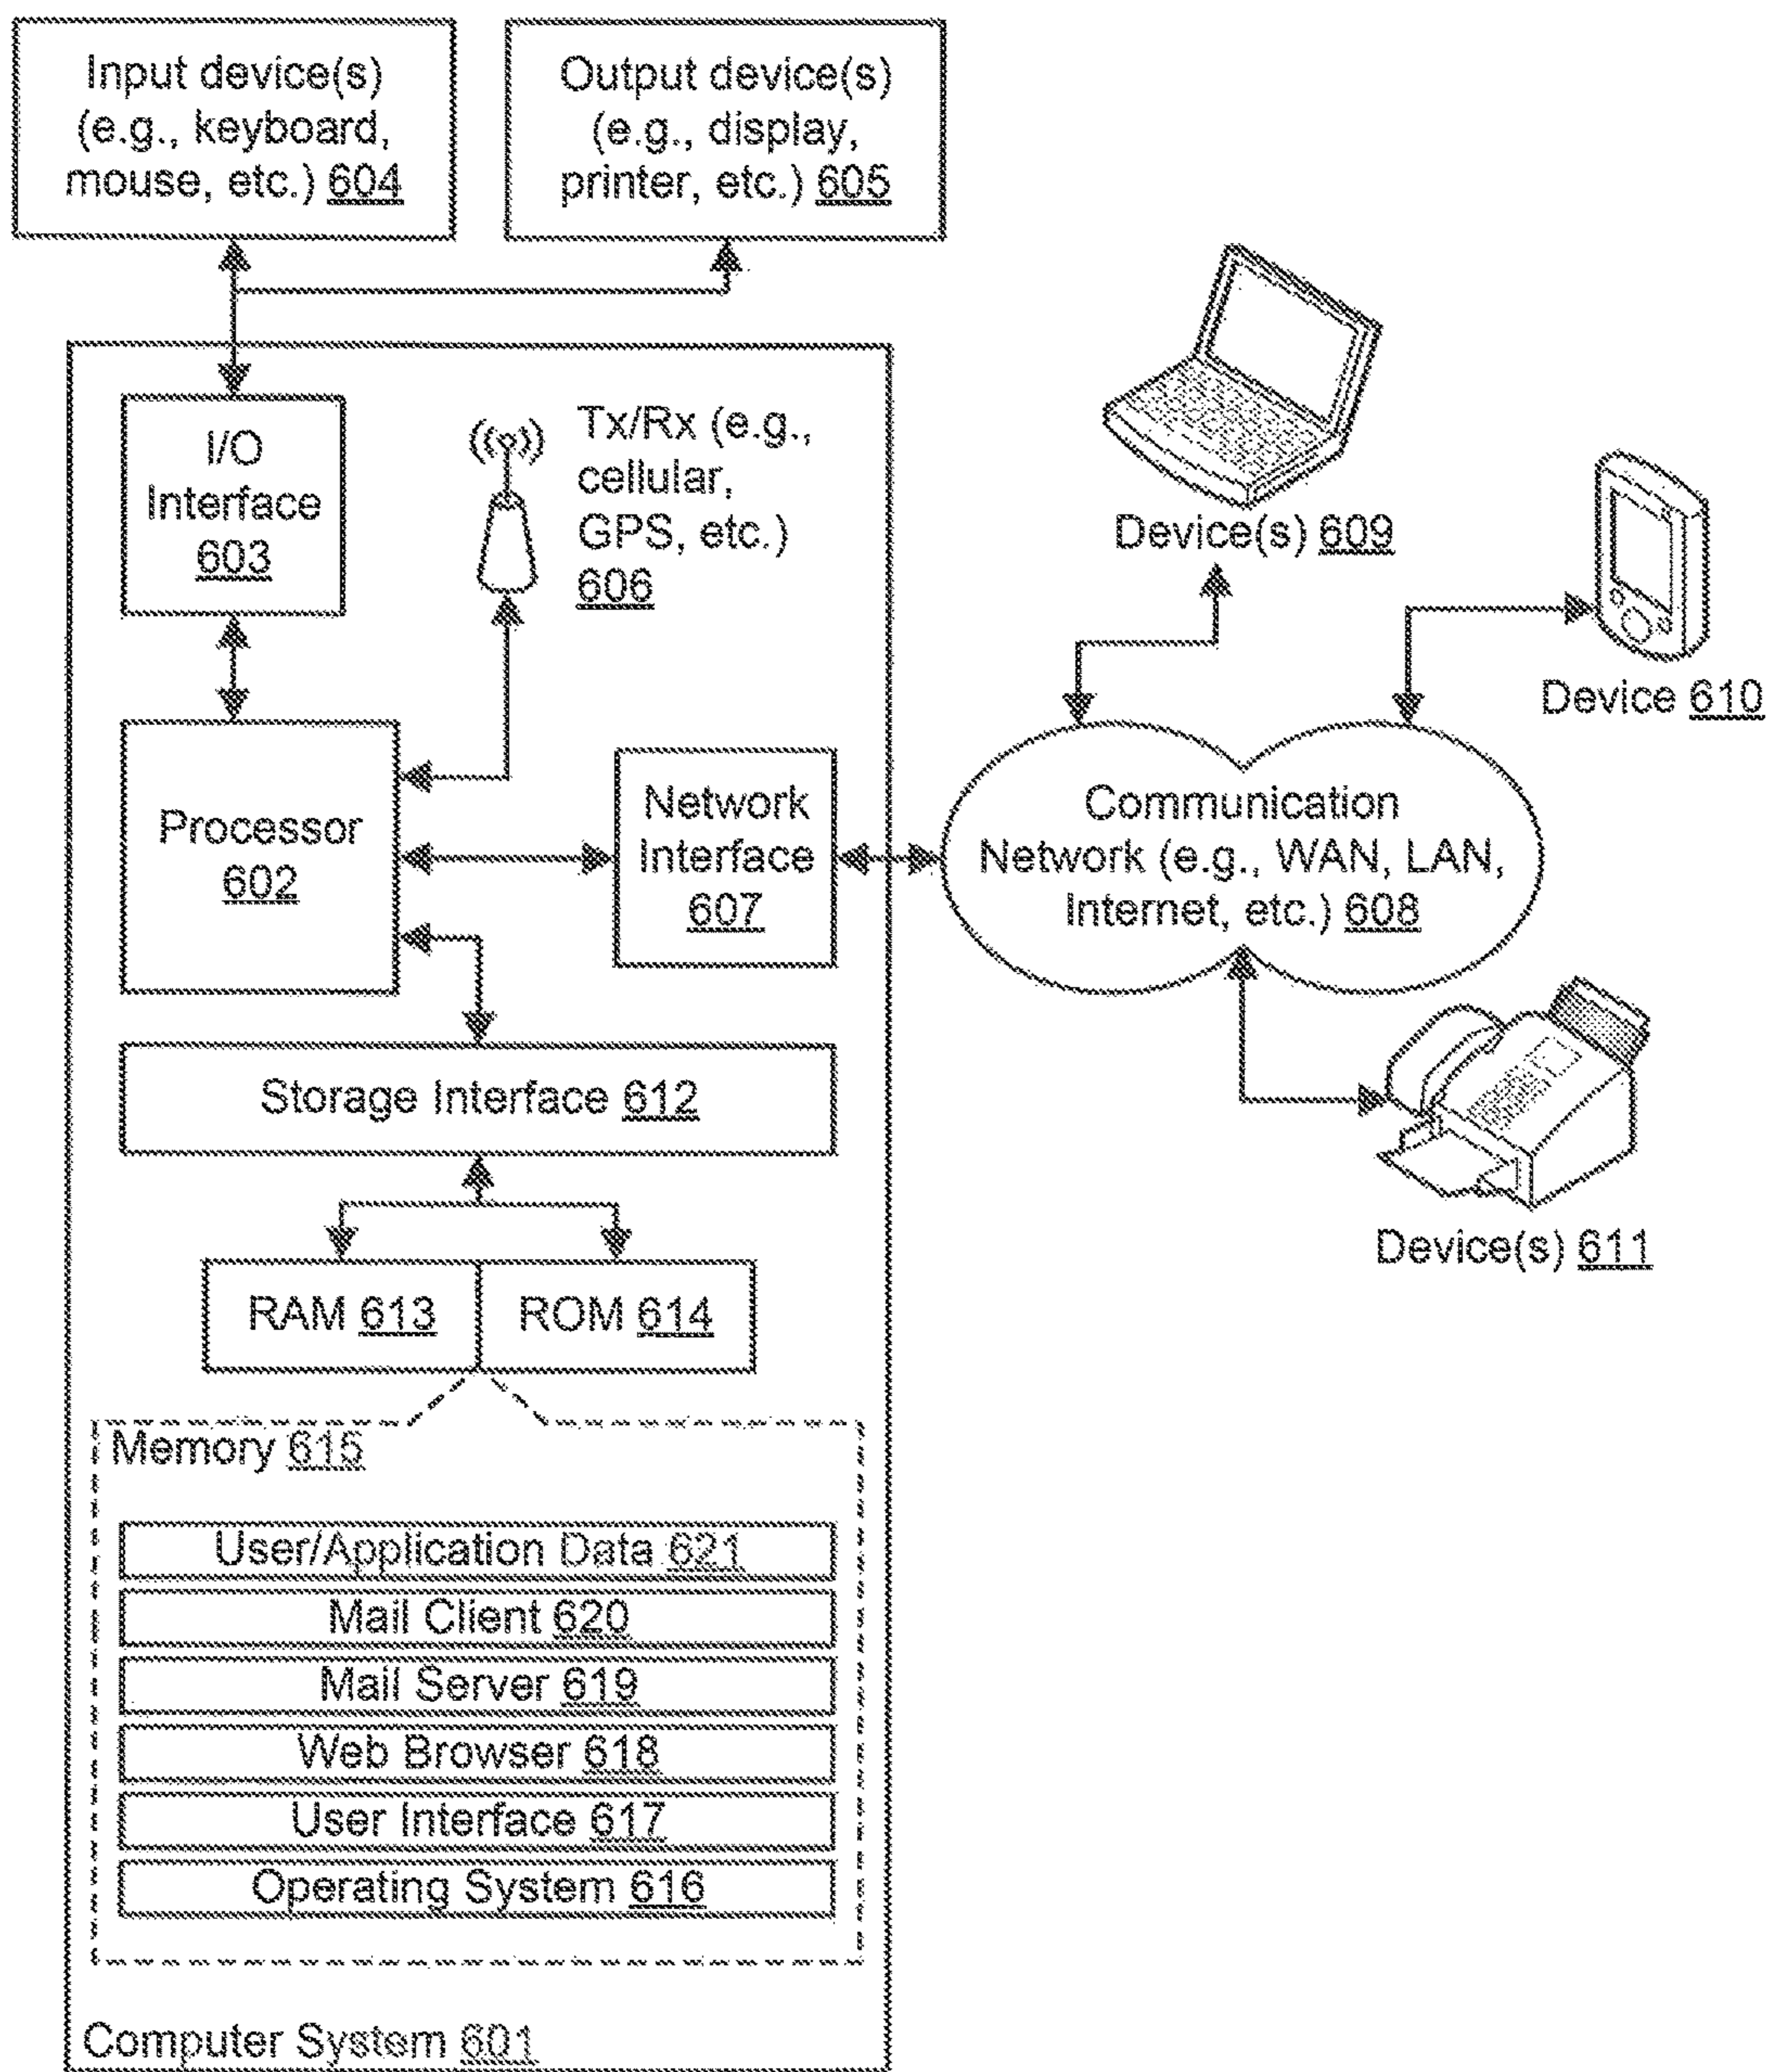 Input device(s)
(e.g., keyboard,
mouse, etc.) 604
Output device(s)
(e.g., display,
printer, etc.) 605
I/O
Interface
603
Tx/Rx (e.g.,
cellular,
GPS, etc.)
606
Device(s) 609
Device 610
Processor
602
Network
Interface
607
Communication
Network (e.g., WAN, LAN,
Internet, etc.) 608
Storage Interface 612
Device(s) 611
RAM 613
ROM 614
Memory 615
User/Application Data 621
Mail Client 620
Mail Server 619
Web Browser 618
User Interface 617
Operating System 616
Computer System 601